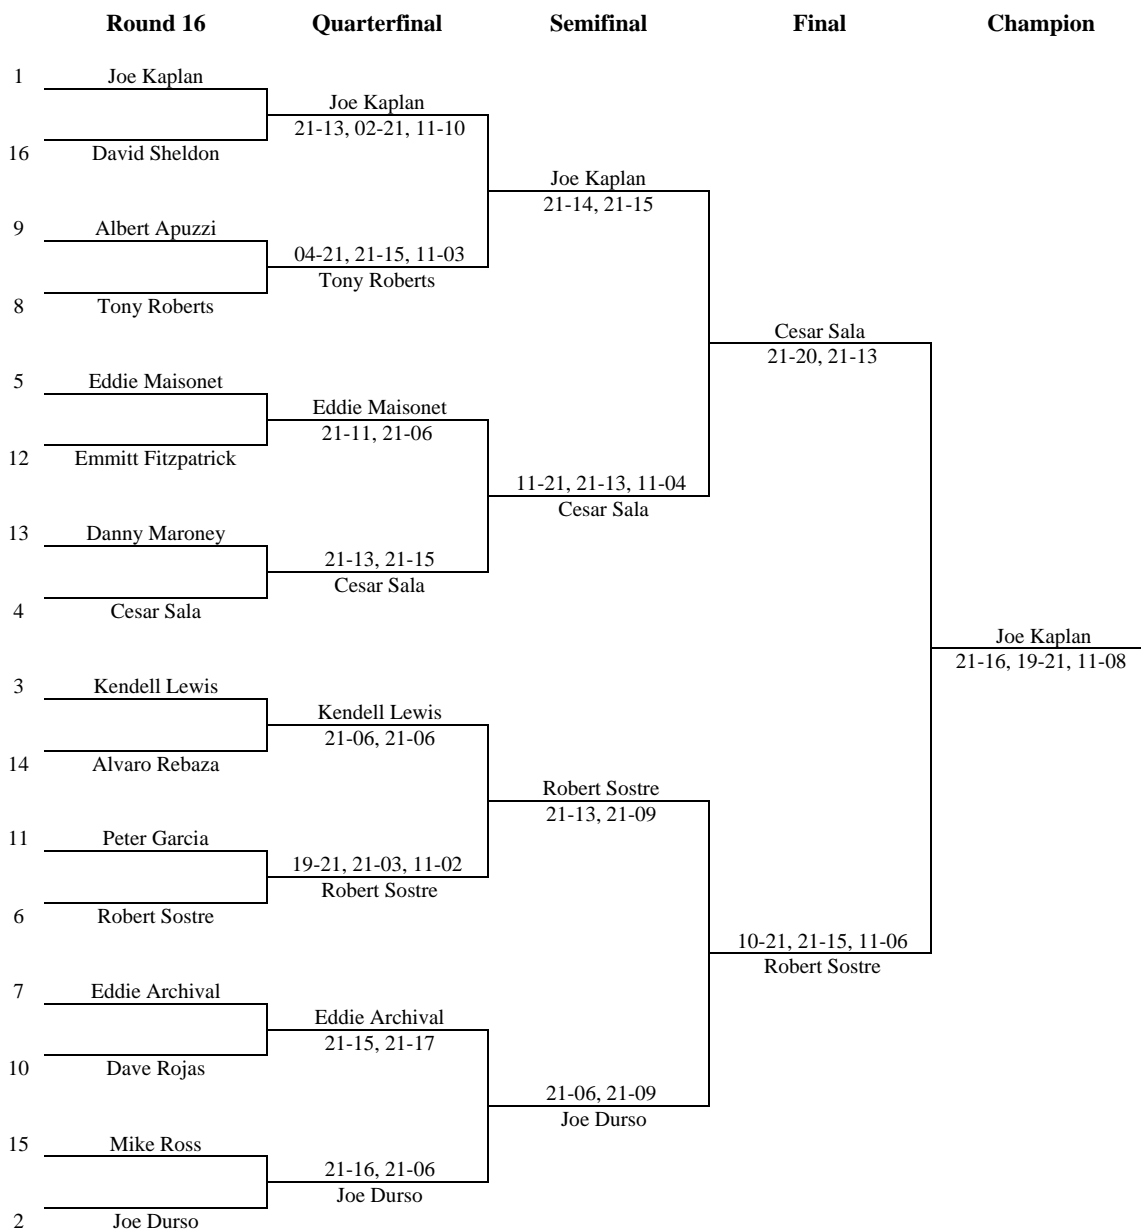 Round 16 Quarterfinal Semifinal Final Champion
1 Joe Kaplan
Joe Kaplan
21-13, 02-21, 11-10
16 David Sheldon
Joe Kaplan
21-14, 21-15
9 Albert Apuzzi
04-21, 21-15, 11-03
Tony Roberts
8 Tony Roberts
Cesar Sala
21-20, 21-13
5 Eddie Maisonet
Eddie Maisonet
21-11, 21-06
12 Emmitt Fitzpatrick
11-21, 21-13, 11-04
Cesar Sala
13 Danny Maroney
21-13, 21-15
Cesar Sala
4 Cesar Sala
Joe Kaplan
21-16, 19-21, 11-08
3 Kendell Lewis
Kendell Lewis
21-06, 21-06
14 Alvaro Rebaza
Robert Sostre
21-13, 21-09
11 Peter Garcia
19-21, 21-03, 11-02
Robert Sostre
6 Robert Sostre
10-21, 21-15, 11-06
Robert Sostre
7 Eddie Archival
Eddie Archival
21-15, 21-17
10 Dave Rojas
21-06, 21-09
Joe Durso
15 Mike Ross
21-16, 21-06
Joe Durso
2 Joe Durso